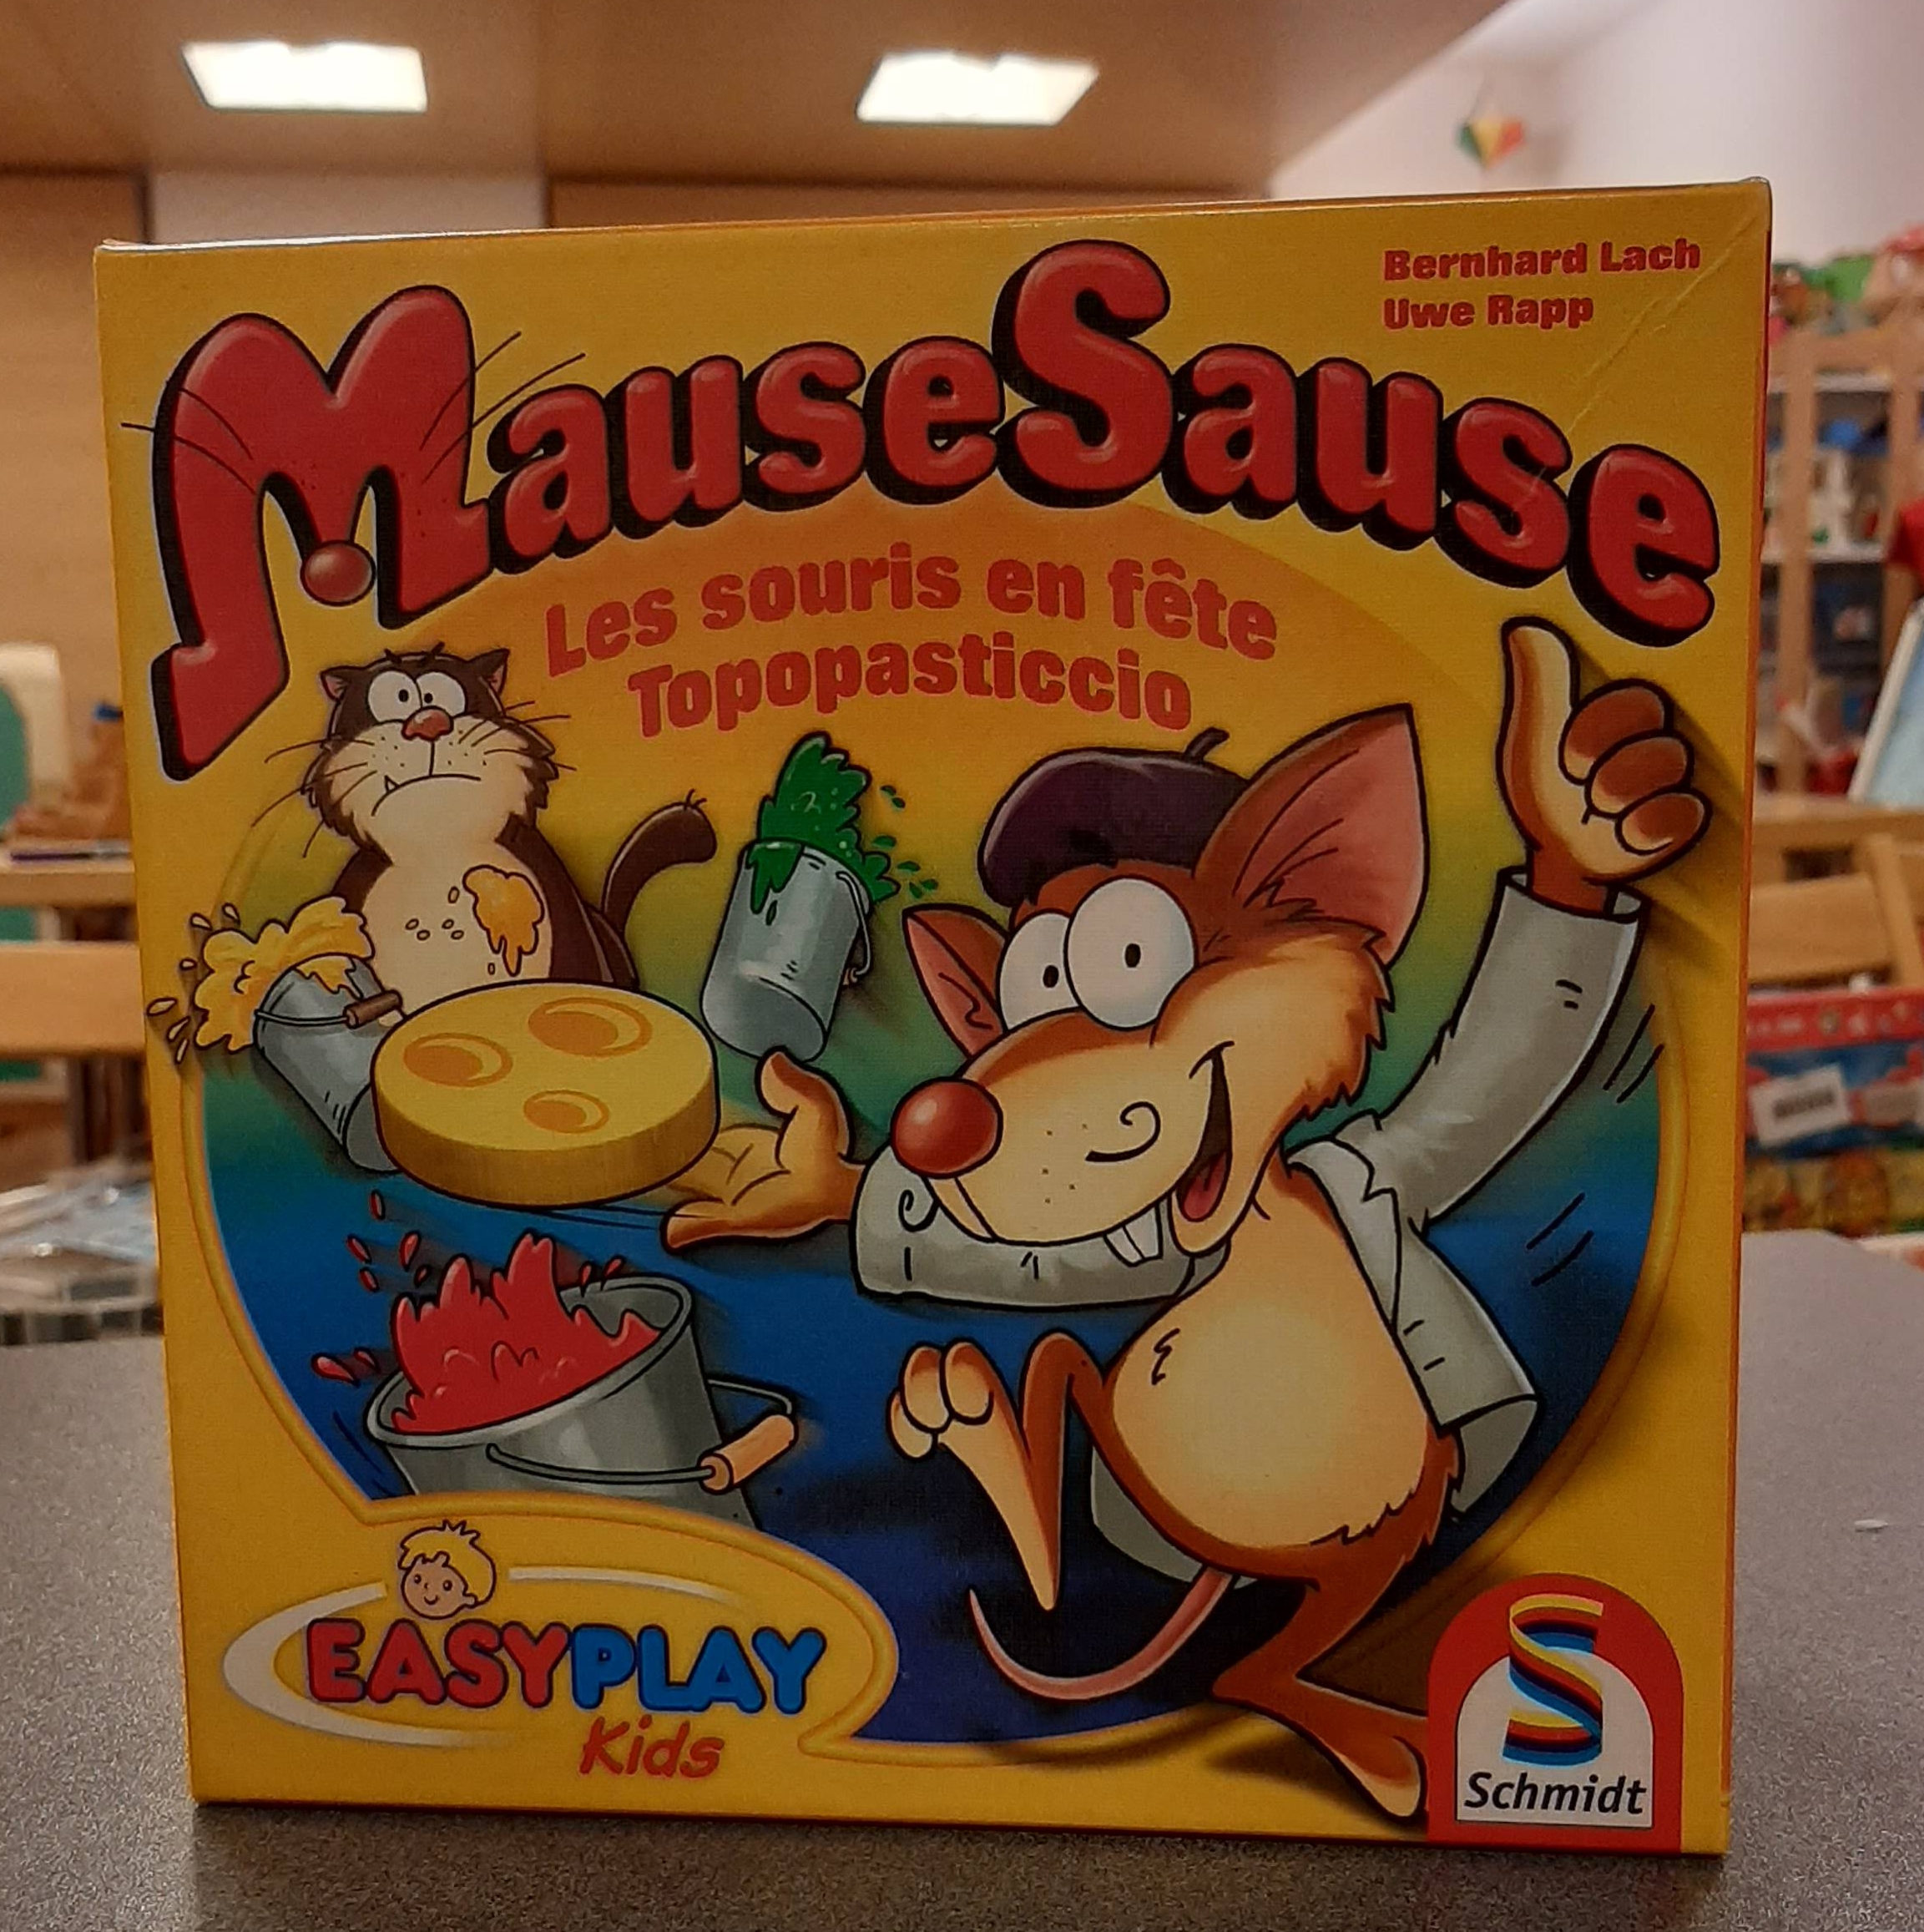 Bernhard Lach
Uwe Rapp
MauseSause
Les souris en fête
Topopasticcio
EASYPLAY
Kids
Schmidt